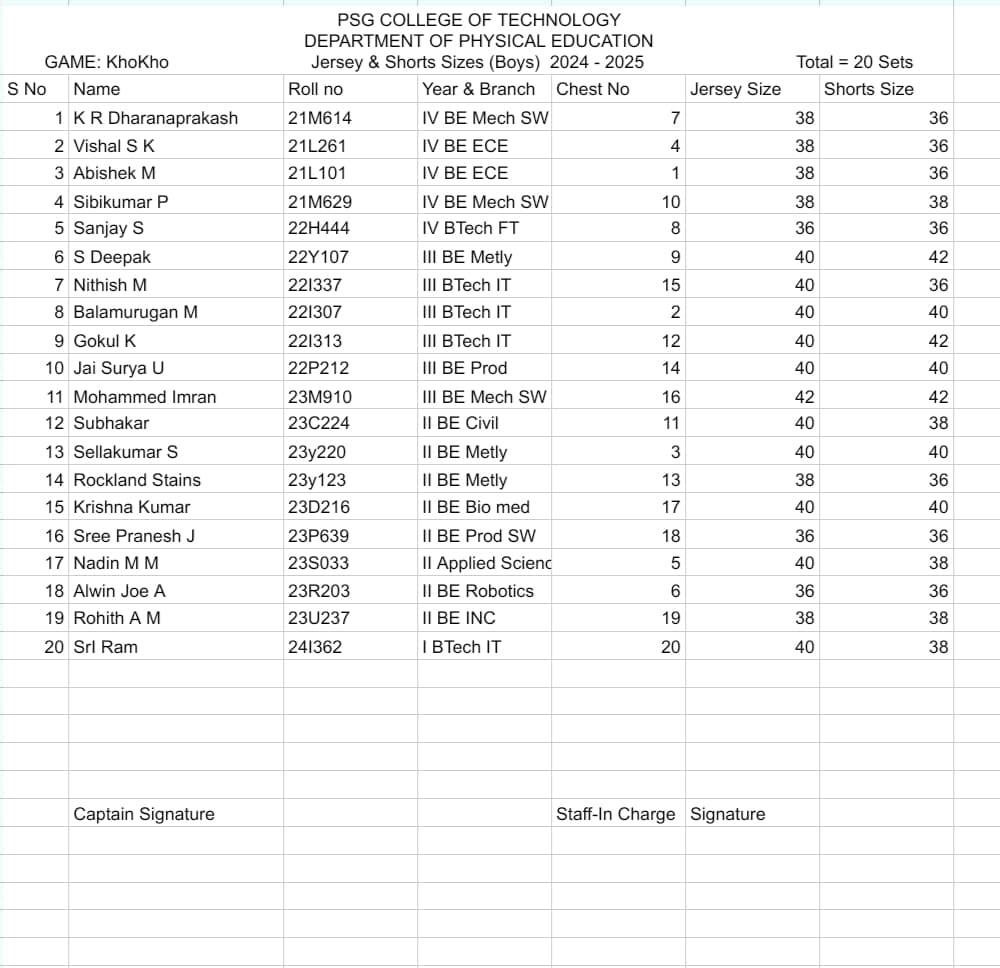 PSG COLLEGE OF TECHNOLOGY
DEPARTMENT OF PHYSICAL EDUCATION
GAME: KhoKho Jersey & Shorts Sizes (Boys) 2024 - 2025 Total = 20 Sets
S No Name Roll no Year & Branch Chest No Jersey Size Shorts Size
1 K R Dharanaprakash 21M614 IV BE Mech SW 7 38 36
2 Vishal S K 21L261 IV BE ECE 4 38 36
3 Abishek M 21L101 IV BE ECE 1 38 36
4 Sibikumar P 21M629 IV BE Mech SW 10 38 38
5 Sanjay S 22H444 IV BTech FT 8 36 36
6 S Deepak 22Y107 III BE Metly 9 40 42
7 Nithish M 22I337 III BTech IT 15 40 36
8 Balamurugan M 22I307 III BTech IT 2 40 40
9 Gokul K 22I313 III BTech IT 12 40 42
10 Jai Surya U 22P212 III BE Prod 14 40 40
11 Mohammed Imran 23M910 III BE Mech SW 16 42 42
12 Subhakar 23C224 II BE Civil 11 40 38
13 Sellakumar S 23y220 II BE Metly 3 40 40
14 Rockland Stains 23y123 II BE Metly 13 38 36
15 Krishna Kumar 23D216 II BE Bio med 17 40 40
16 Sree Pranesh J 23P639 II BE Prod SW 18 36 36
17 Nadin M M 23S033 II Applied Scienc 5 40 38
18 Alwin Joe A 23R203 II BE Robotics 6 36 36
19 Rohith A M 23U237 II BE INC 19 38 38
20 SrI Ram 24I362 I BTech IT 20 40 38
Captain Signature Staff-In Charge Signature